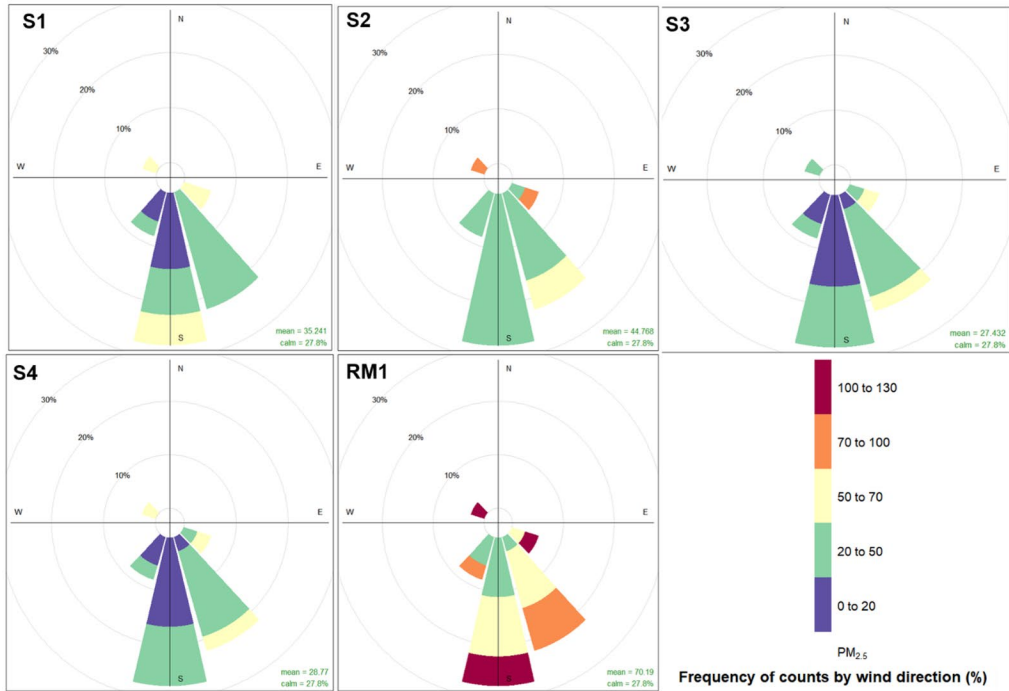 S1
N
30%
20%
10%
W
E
S
mean = 35.241
calm = 27.8%
S2
N
30%
20%
10%
W
E
S
mean = 44.768
calm = 27.8%
S3
N
30%
20%
10%
W
E
S
mean = 27.432
calm = 27.8%
S4
N
30%
20%
10%
W
E
S
mean = 28.77
calm = 27.8%
RM1
N
30%
20%
10%
W
E
S
mean = 70.19
calm = 27.8%
100 to 130
70 to 100
50 to 70
20 to 50
0 to 20
PM2.5
Frequency of counts by wind direction (%)